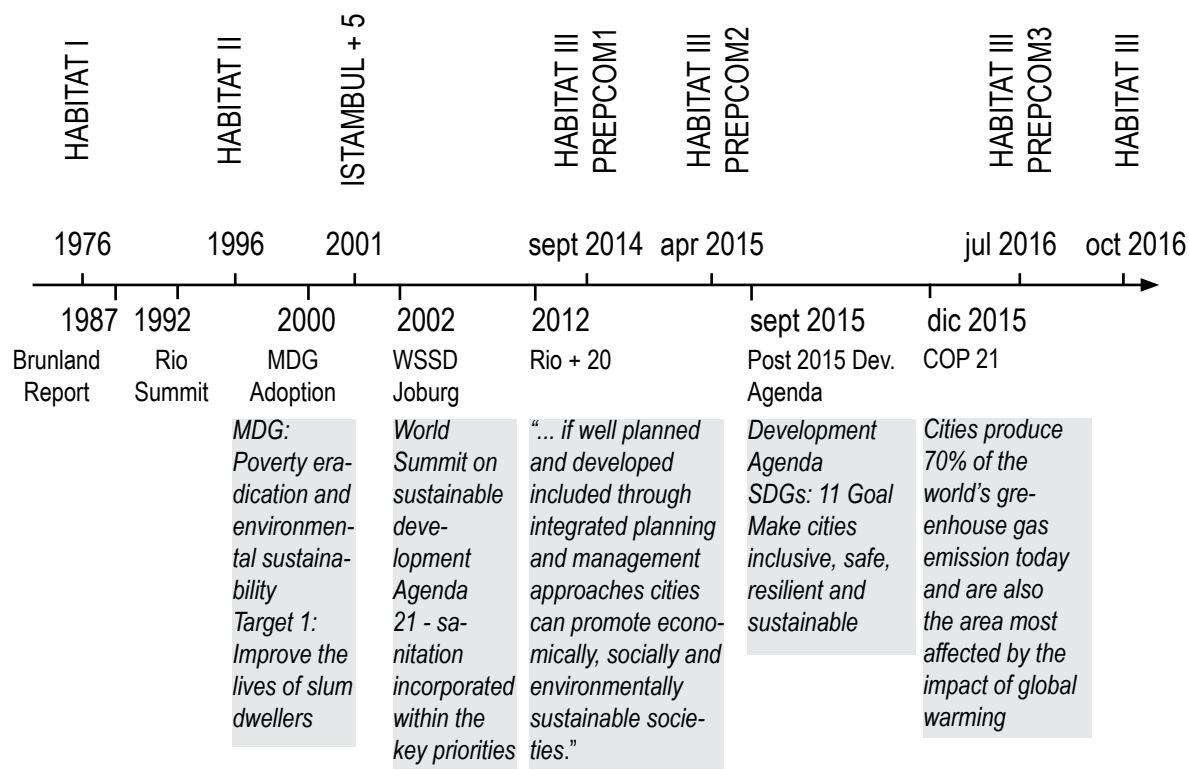 HABITAT I
HABITAT II
ISTAMBUL + 5
HABITAT III
PREPCOM1
HABITAT III
PREPCOM2
HABITAT III
PREPCOM3
HABITAT III
1976
1996
2001
sept 2014
apr 2015
jul 2016
oct 2016
1987
1992
2000
2002
2012
sept 2015
dic 2015
Brunland
Report
Rio
Summit
MDG
Adoption
WSSD
Joburg
Rio + 20
Post 2015 Dev.
Agenda
COP 21
MDG:
Poverty era-
dication and
environmen-
tal sustaina-
bility
Target 1:
Improve the
lives of slum
dwellers
World
Summit on
sustainable
deve-
lopment
Agenda
21 - sa-
nitation
incorporated
within the
key priorities
“... if well planned
and developed
included through
integrated planning
and management
approaches cities
can promote econo-
mically, socially and
environmentally
sustainable socie-
ties.”
Development
Agenda
SDGs: 11 Goal
Make cities
inclusive, safe,
resilient and
sustainable
Cities produce
70% of the
world’s gre-
enhouse gas
emission today
and are also
the area most
affected by the
impact of global
warming